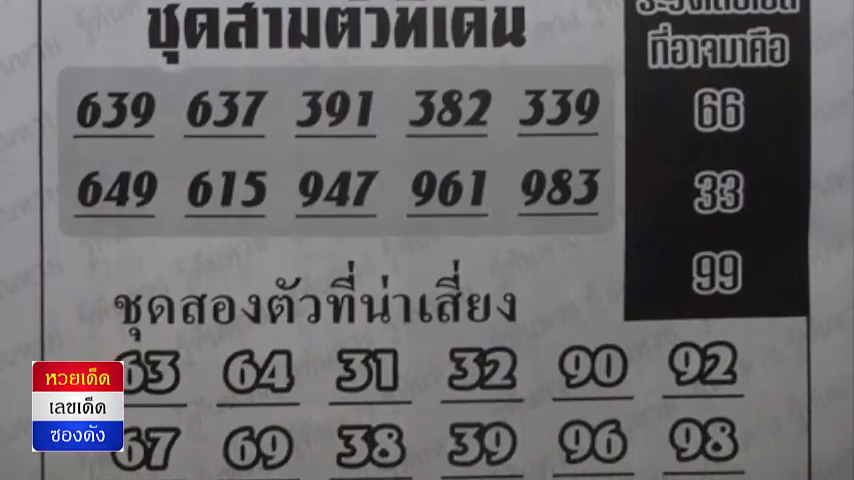 ชุดสามตัวที่เด่น
639 637 391 382 339
649 615 947 961 983
ที่อาจมาคือ
66
33
99
ชุดสองตัวที่น่าเสี่ยง
63 64 31 32 90 92
67 69 38 39 96 98
หวยเด็ด
เลขเด็ด
ซองดัง